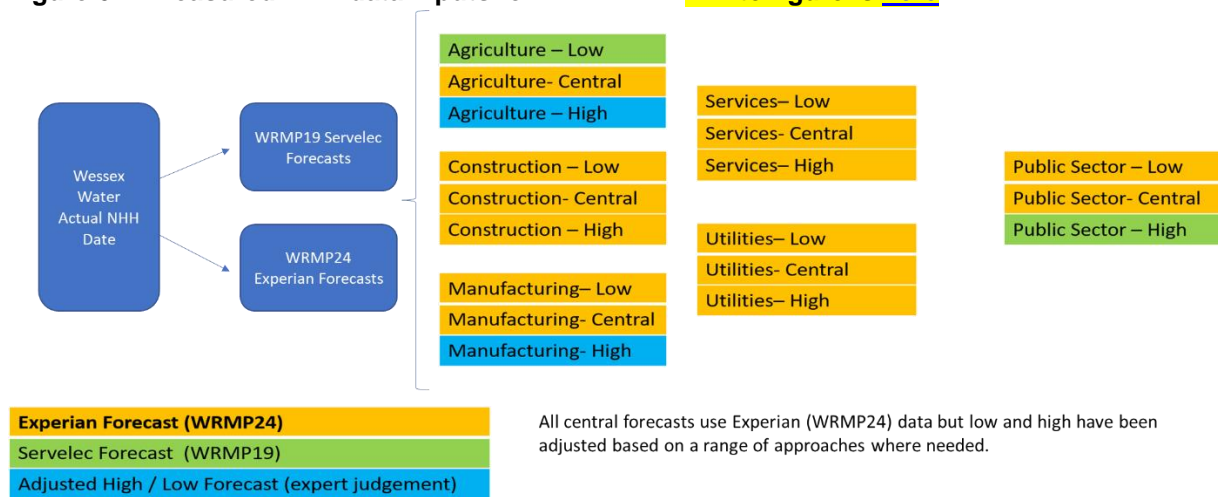 Wessex
Water
Actual NHH
Date
WRMP19 Servelec
Forecasts
WRMP24
Experian Forecasts
Agriculture – Low
Agriculture- Central
Agriculture – High
Construction – Low
Construction- Central
Construction – High
Manufacturing– Low
Manufacturing- Central
Manufacturing- High
Services– Low
Services- Central
Services– High
Utilities– Low
Utilities- Central
Utilities– High
Public Sector – Low
Public Sector- Central
Public Sector – High
Experian Forecast (WRMP24)
Servelec Forecast (WRMP19)
Adjusted High / Low Forecast (expert judgement)
All central forecasts use Experian (WRMP24) data but low and high have been
adjusted based on a range of approaches where needed.